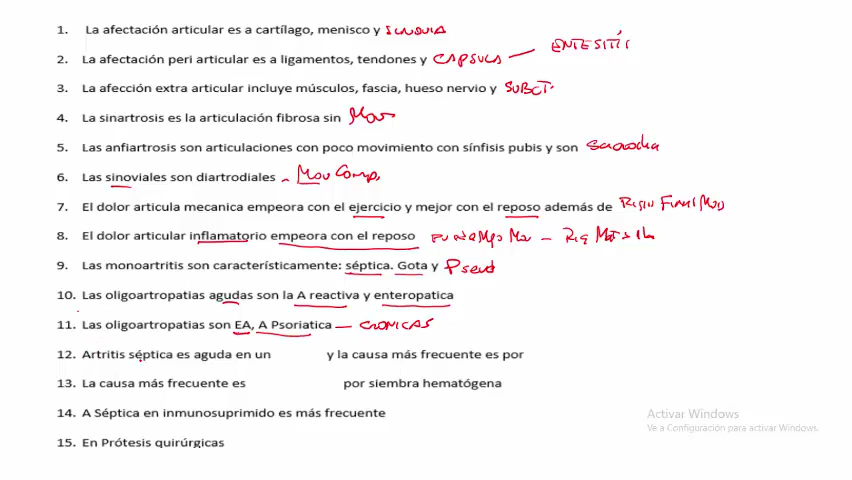 1. La afectación articular es a cartílago, menisco y SINOVIA
2. La afectación peri articular es a ligamentos, tendones y CAPSULA — ENTESITIS
3. La afección extra articular incluye músculos, fascia, hueso nervio y SUBCT.
4. La sinartrosis es la articulación fibrosa sin Mov
5. Las anfiartrosis son articulaciones con poco movimiento con sínfisis pubis y son
6. Las sinoviales son diartrodiales - Mov Comp.
7. El dolor articula mecanica empeora con el ejercicio y mejor con el reposo además de
8. El dolor articular inflamatorio empeora con el reposo
9. Las monoartritis son característicamente: séptica. Gota y Pseud
10. Las oligoartropatias agudas son la A reactiva y enteropatica
11. Las oligoartropatias son EA, A Psoriatica — CRONICAS
12. Artritis séptica es aguda en un y la causa más frecuente es por
13. La causa más frecuente es por siembra hematógena
14. A Séptica en inmunosuprimido es más frecuente
15. En Prótesis quirúrgicas
Activar Windows
Ve a Configuración para activar Windows.